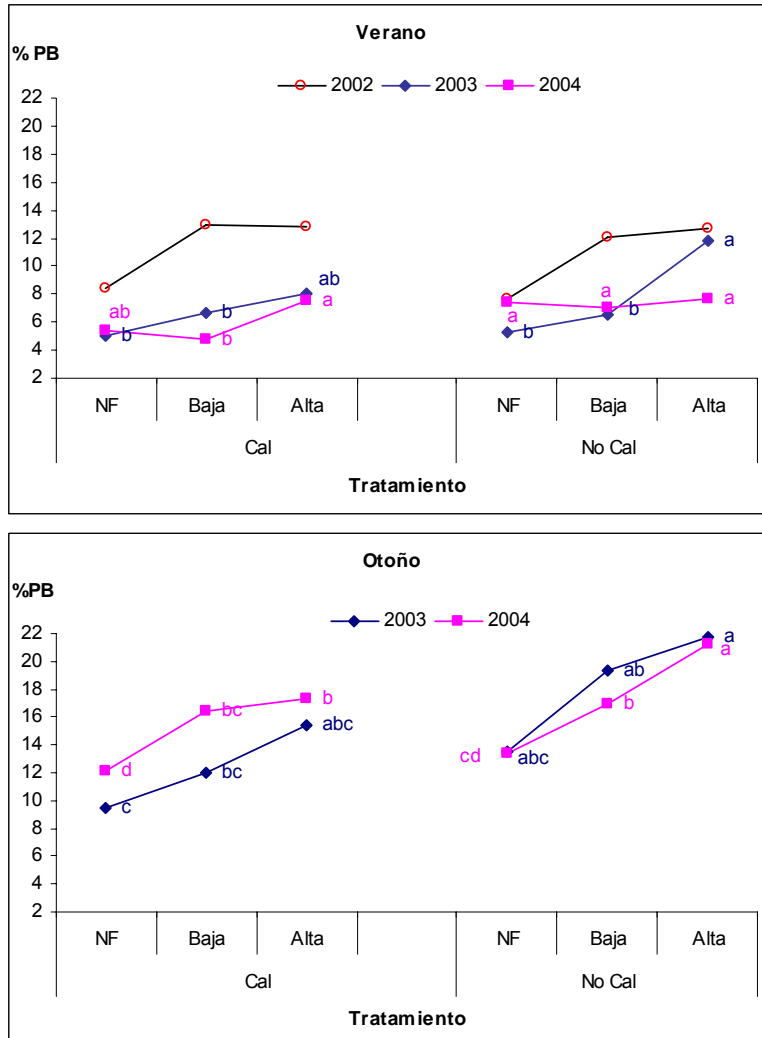 Verano
% PB
2002 2003 2004
22
20
18
16
14
12
10
8
6
4
2
ab
b
b
b
ab
a
a
b
a
b
a
a
NF Baja Alta NF Baja Alta
Cal No Cal
Tratamiento
Otoño
%PB
2003 2004
22
20
18
16
14
12
10
8
6
4
2
d
c
bc
bc
b
abc
cd abc
ab
b
a
a
NF Baja Alta NF Baja Alta
Cal No Cal
Tratamiento